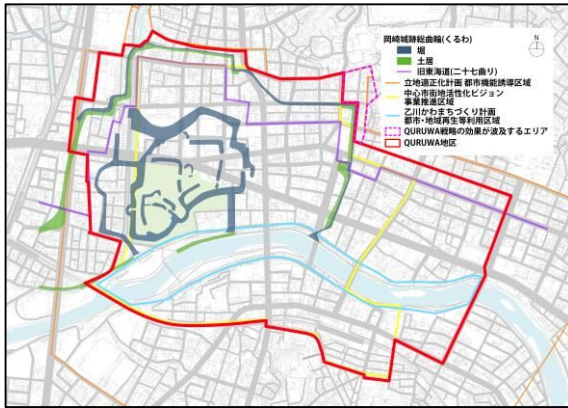 岡崎城跡総曲輪(くるわ)
堀
土居
旧東海道(二十七曲り)
立地適正化計画 都市機能誘導区域
中心市街地活性化ビジョン
事業推進区域
乙川かわまちづくり計画
都市・地域再生等利用区域
QURUWA戦略の効果が波及するエリア
QURUWA地区
N